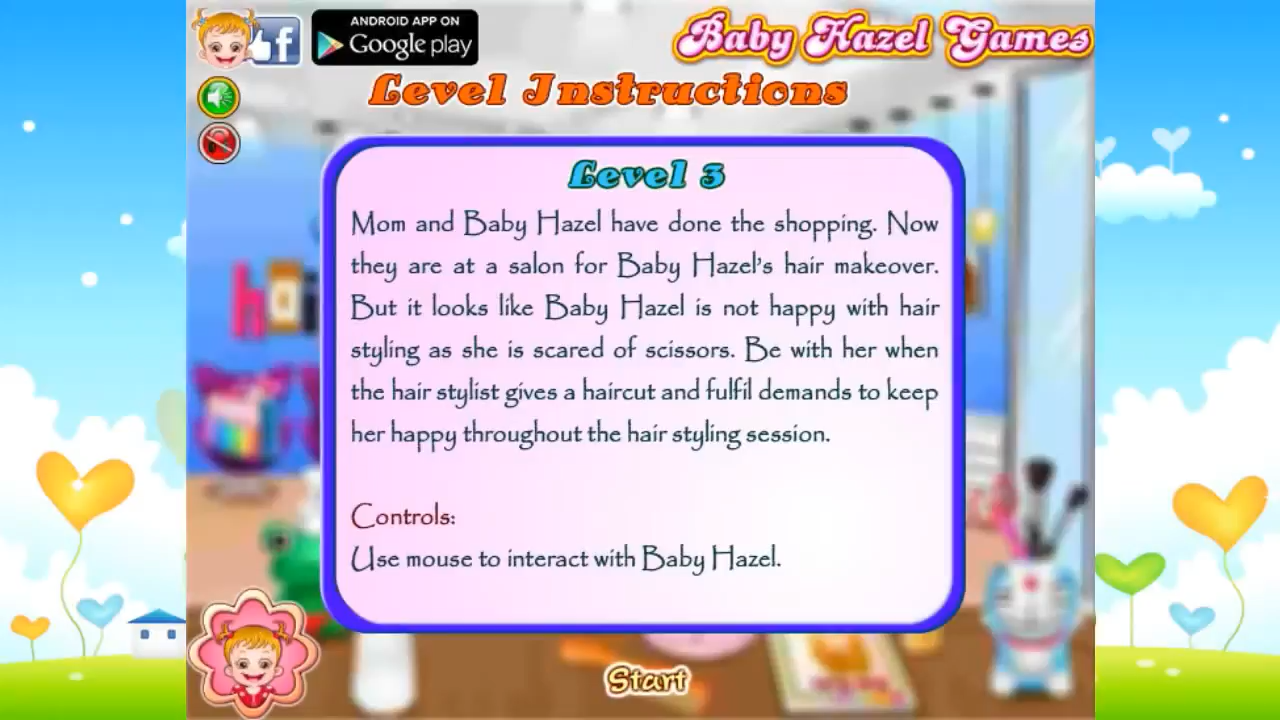 ANDROID APP ON
Google play
Baby Hazel Games
Level Instructions
Level 3
Mom and Baby Hazel have done the shopping. Now
they are at a salon for Baby Hazel's hair makeover.
But it looks like Baby Hazel is not happy with hair
styling as she is scared of scissors. Be with her when
the hair stylist gives a haircut and fulfil demands to keep
her happy throughout the hair styling session.
Controls:
Use mouse to interact with Baby Hazel.
Start